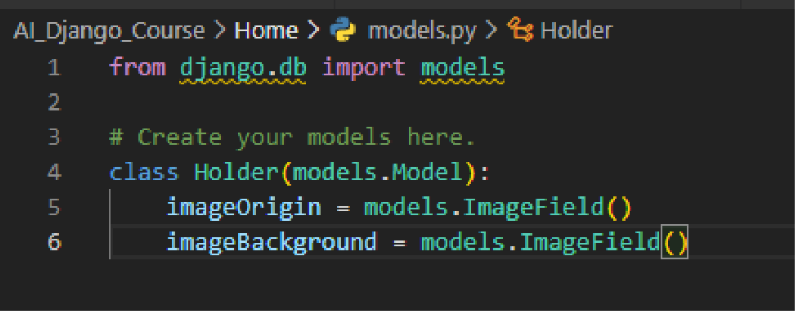 AI_Django_Course > Home > models.py > Holder
1 from django.db import models
2
3 # Create your models here.
4 class Holder(models.Model):
5     imageOrigin = models.ImageField()
6     imageBackground = models.ImageField()